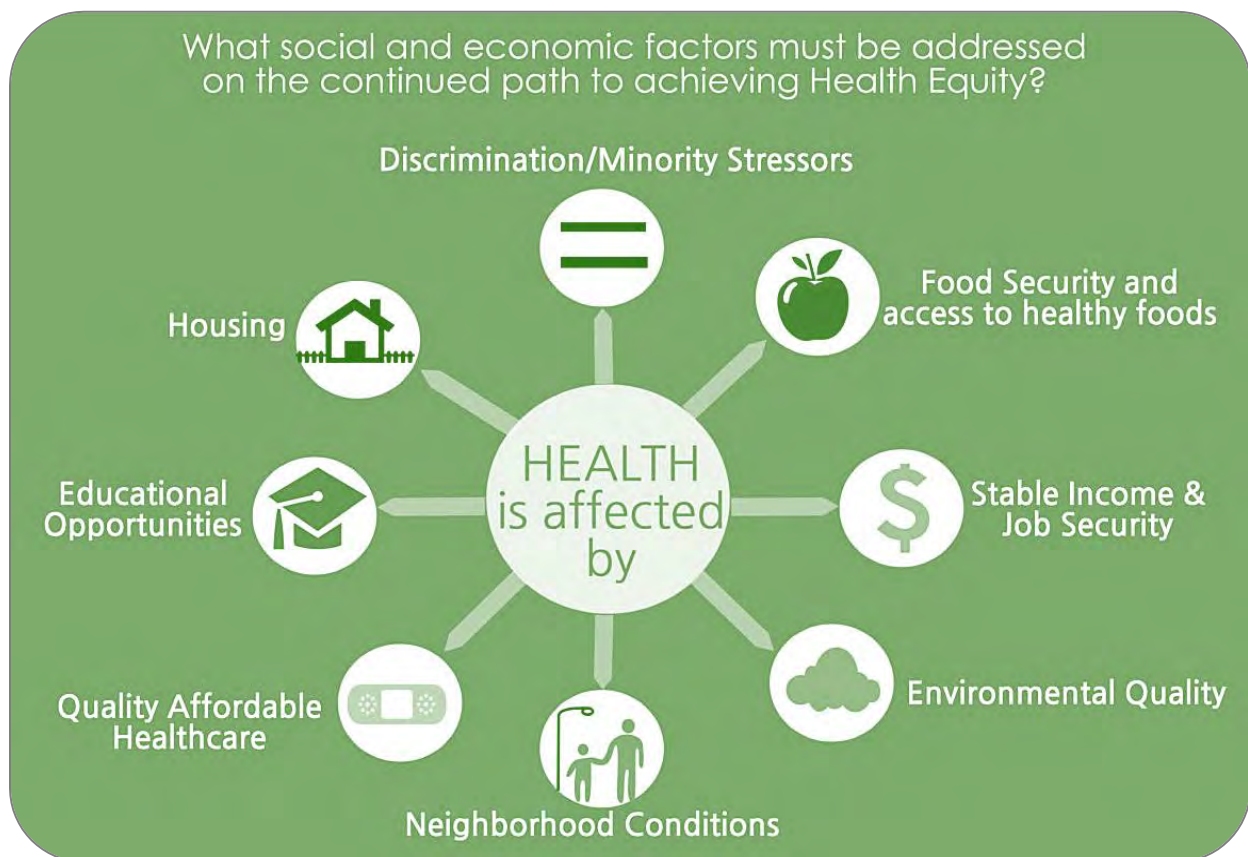 What social and economic factors must be addressed
on the continued path to achieving Health Equity?
Discrimination/Minority Stressors
Food Security and
access to healthy foods
Stable Income &
Job Security
Environmental Quality
Neighborhood Conditions
Quality Affordable
Healthcare
Educational
Opportunities
Housing
HEALTH
is affected
by
$